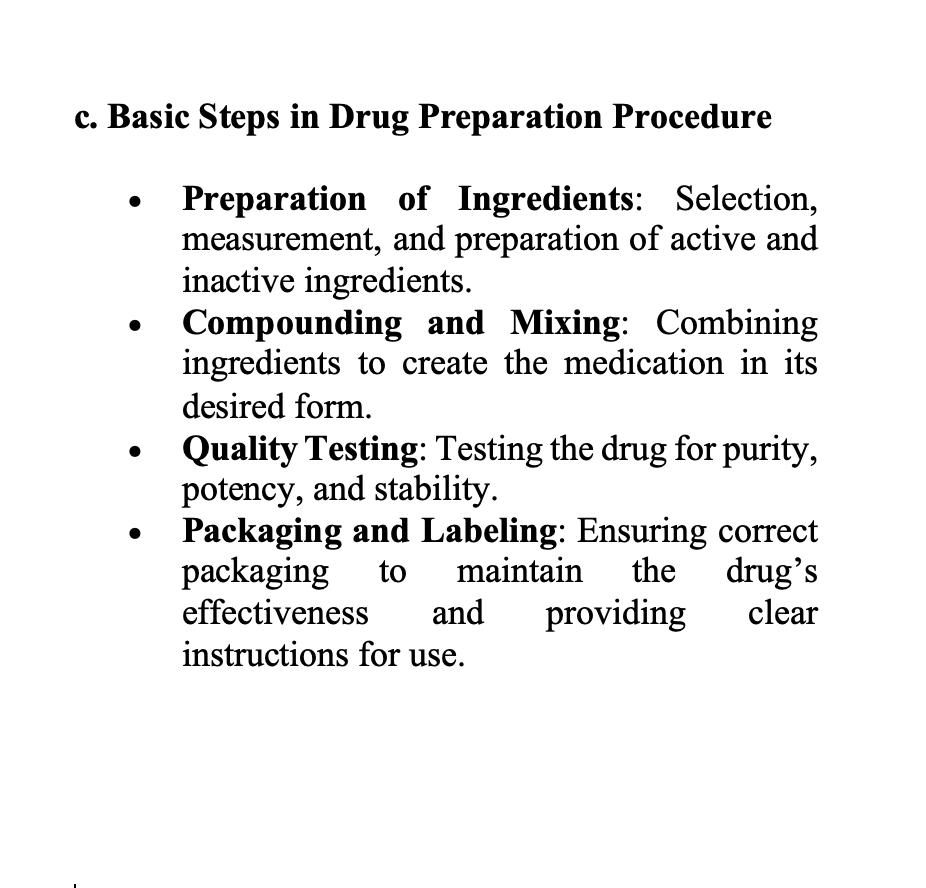 c. Basic Steps in Drug Preparation Procedure
• Preparation of Ingredients: Selection,
measurement, and preparation of active and
inactive ingredients.
• Compounding and Mixing: Combining
ingredients to create the medication in its
desired form.
• Quality Testing: Testing the drug for purity,
potency, and stability.
• Packaging and Labeling: Ensuring correct
packaging to maintain the drug’s
effectiveness and providing clear
instructions for use.